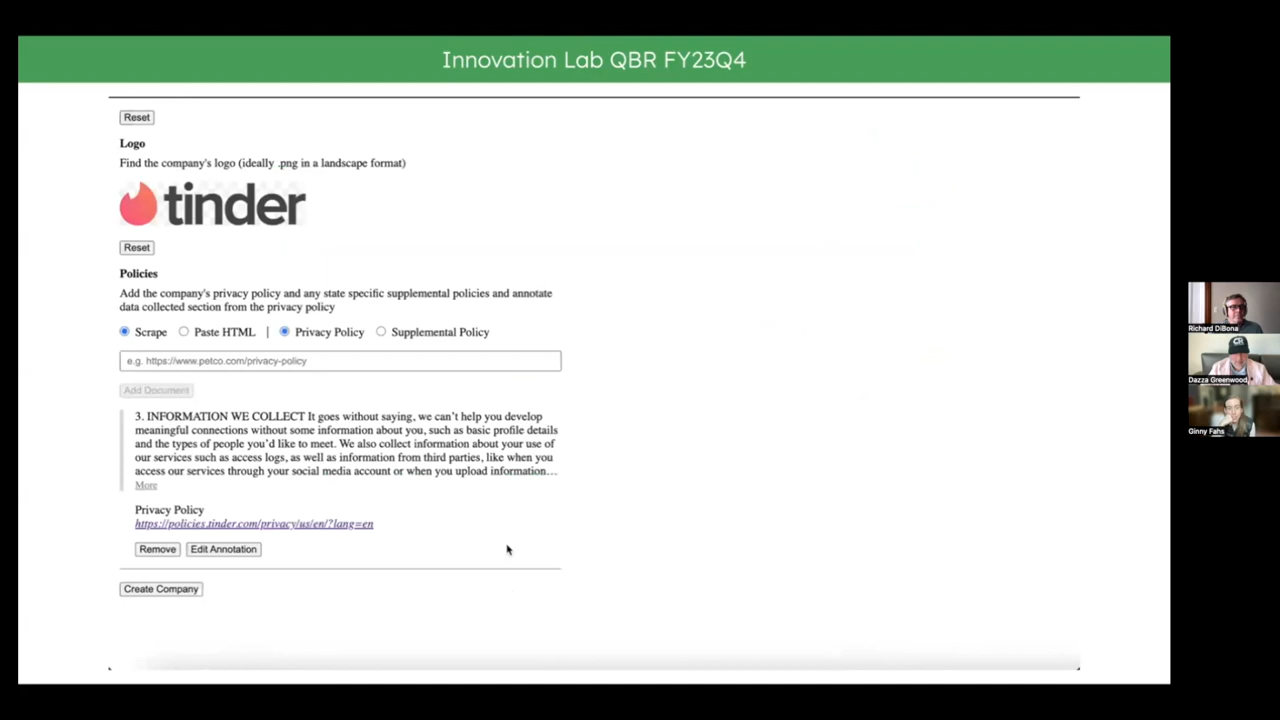 Innovation Lab QBR FY23Q4
Reset
Logo
Find the company's logo (ideally .png in a landscape format)
tinder
Reset
Policies
Add the company's privacy policy and any state specific supplemental policies and annotate
data collected section from the privacy policy
Scrape Paste HTML | Privacy Policy Supplemental Policy
e.g. https://www.petco.com/privacy-policy
Add Document
3. INFORMATION WE COLLECT It goes without saying, we can't help you develop
meaningful connections without some information about you, such as basic profile details
and the types of people you'd like to meet. We also collect information about your use of
our services such as access logs, as well as information from third parties, like when you
access our services through your social media account or when you upload information...
More
Privacy Policy
https://policies.tinder.com/privacy/us/en/?lang=en
Remove Edit Annotation
Create Company
Richard DiBona
CR
Dazza Greenwood,
Ginny Fahs